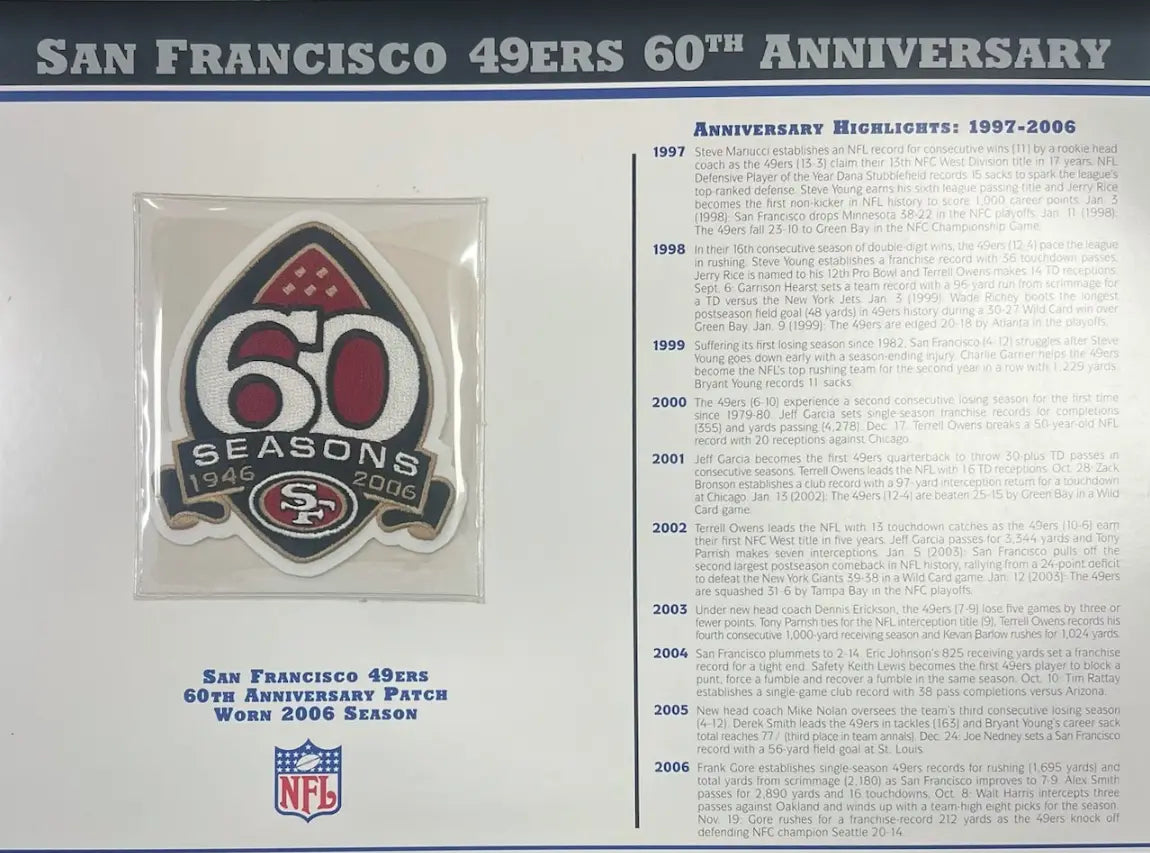 SAN FRANCISCO 49ERS 60TH ANNIVERSARY
60
SEASONS
1946 2006
SF
SAN FRANCISCO 49ERS
60TH ANNIVERSARY PATCH
WORN 2006 SEASON
NFL
ANNIVERSARY HIGHLIGHTS: 1997-2006
1997 Steve Mariucci establishes an NFL record for consecutive wins (11) by a rookie head
coach as the 49ers (13-3) claim their 13th NFC West Division title in 17 years. NFL
Defensive Player of the Year Dana Stubblefield records 15 sacks to spark the league's
top-ranked defense. Steve Young earns his sixth league passing title and Jerry Rice
becomes the first non-kicker in NFL history to score 1,000 career points. Jan. 3
(1998): San Francisco drops Minnesota 38-22 in the NFC playoffs. Jan. 11 (1998):
The 49ers fall 23-10 to Green Bay in the NFC Championship Game.
1998 In their 16th consecutive season of double-digit wins, the 49ers (12-4) pace the league
in rushing. Steve Young establishes a franchise record with 36 touchdown passes,
Jerry Rice is named to his 12th Pro Bowl and Terrell Owens makes 14 TD receptions.
Sept. 6: Garrison Hearst sets a team record with a 96-yard run from scrimmage for
a TD versus the New York Jets. Jan. 3 (1999): Wade Richey boots the longest
postseason field goal (48 yards) in 49ers history during a 30-27 Wild Card win over
Green Bay. Jan. 9 (1999): The 49ers are edged 20-18 by Atlanta in the playoffs.
1999 Suffering its first losing season since 1982, San Francisco (4-12) struggles after Steve
Young goes down early with a season-ending injury. Charlie Garner helps the 49ers
become the NFL's top rushing team for the second year in a row with 1,229 yards.
Bryant Young records 11 sacks.
2000 The 49ers (6-10) experience a second consecutive losing season for the first time
since 1979-80. Jeff Garcia sets single-season franchise records for completions
(355) and yards passing (4,278). Dec. 17: Terrell Owens breaks a 50-year-old NFL
record with 20 receptions against Chicago.
2001 Jeff Garcia becomes the first 49ers quarterback to throw 30-plus TD passes in
consecutive seasons. Terrell Owens leads the NFL with 16 TD receptions. Oct. 28: Zack
Bronson establishes a club record with a 97-yard interception return for a touchdown
at Chicago. Jan. 13 (2002): The 49ers (12-4) are beaten 25-15 by Green Bay in a Wild
Card game.
2002 Terrell Owens leads the NFL with 13 touchdown catches as the 49ers (10-6) earn
their first NFC West title in five years. Jeff Garcia passes for 3,344 yards and Tony
Parrish makes seven interceptions. Jan. 5 (2003): San Francisco pulls off the
second largest postseason comeback in NFL history, rallying from a 24-point deficit
to defeat the New York Giants 39-38 in a Wild Card game. Jan. 12 (2003): The 49ers
are squashed 31-6 by Tampa Bay in the NFC playoffs.
2003 Under new head coach Dennis Erickson, the 49ers (7-9) lose five games by three or
fewer points. Tony Parrish ties for the NFL interception title (9), Terrell Owens records his
fourth consecutive 1,000-yard receiving season and Kevan Barlow rushes for 1,024 yards.
2004 San Francisco plummets to 2-14. Eric Johnson's 825 receiving yards set a franchise
record for a tight end. Safety Keith Lewis becomes the first 49ers player to block a
punt, force a fumble and recover a fumble in the same season. Oct. 10: Tim Rattay
establishes a single-game club record with 38 pass completions versus Arizona.
2005 New head coach Mike Nolan oversees the team's third consecutive losing season
(4-12). Derek Smith leads the 49ers in tackles (163) and Bryant Young's career sack
total reaches 77 (third place in team annals). Dec. 24: Joe Nedney sets a San Francisco
record with a 56-yard field goal at St. Louis.
2006 Frank Gore establishes single-season 49ers records for rushing (1,695 yards) and
total yards from scrimmage (2,180) as San Francisco improves to 7-9. Alex Smith
passes for 2,890 yards and 16 touchdowns. Oct. 8: Walt Harris intercepts three
passes against Oakland and winds up with a team-high eight picks for the season.
Nov. 19: Gore rushes for a franchise-record 212 yards as the 49ers knock off
defending NFC champion Seattle 20-14.